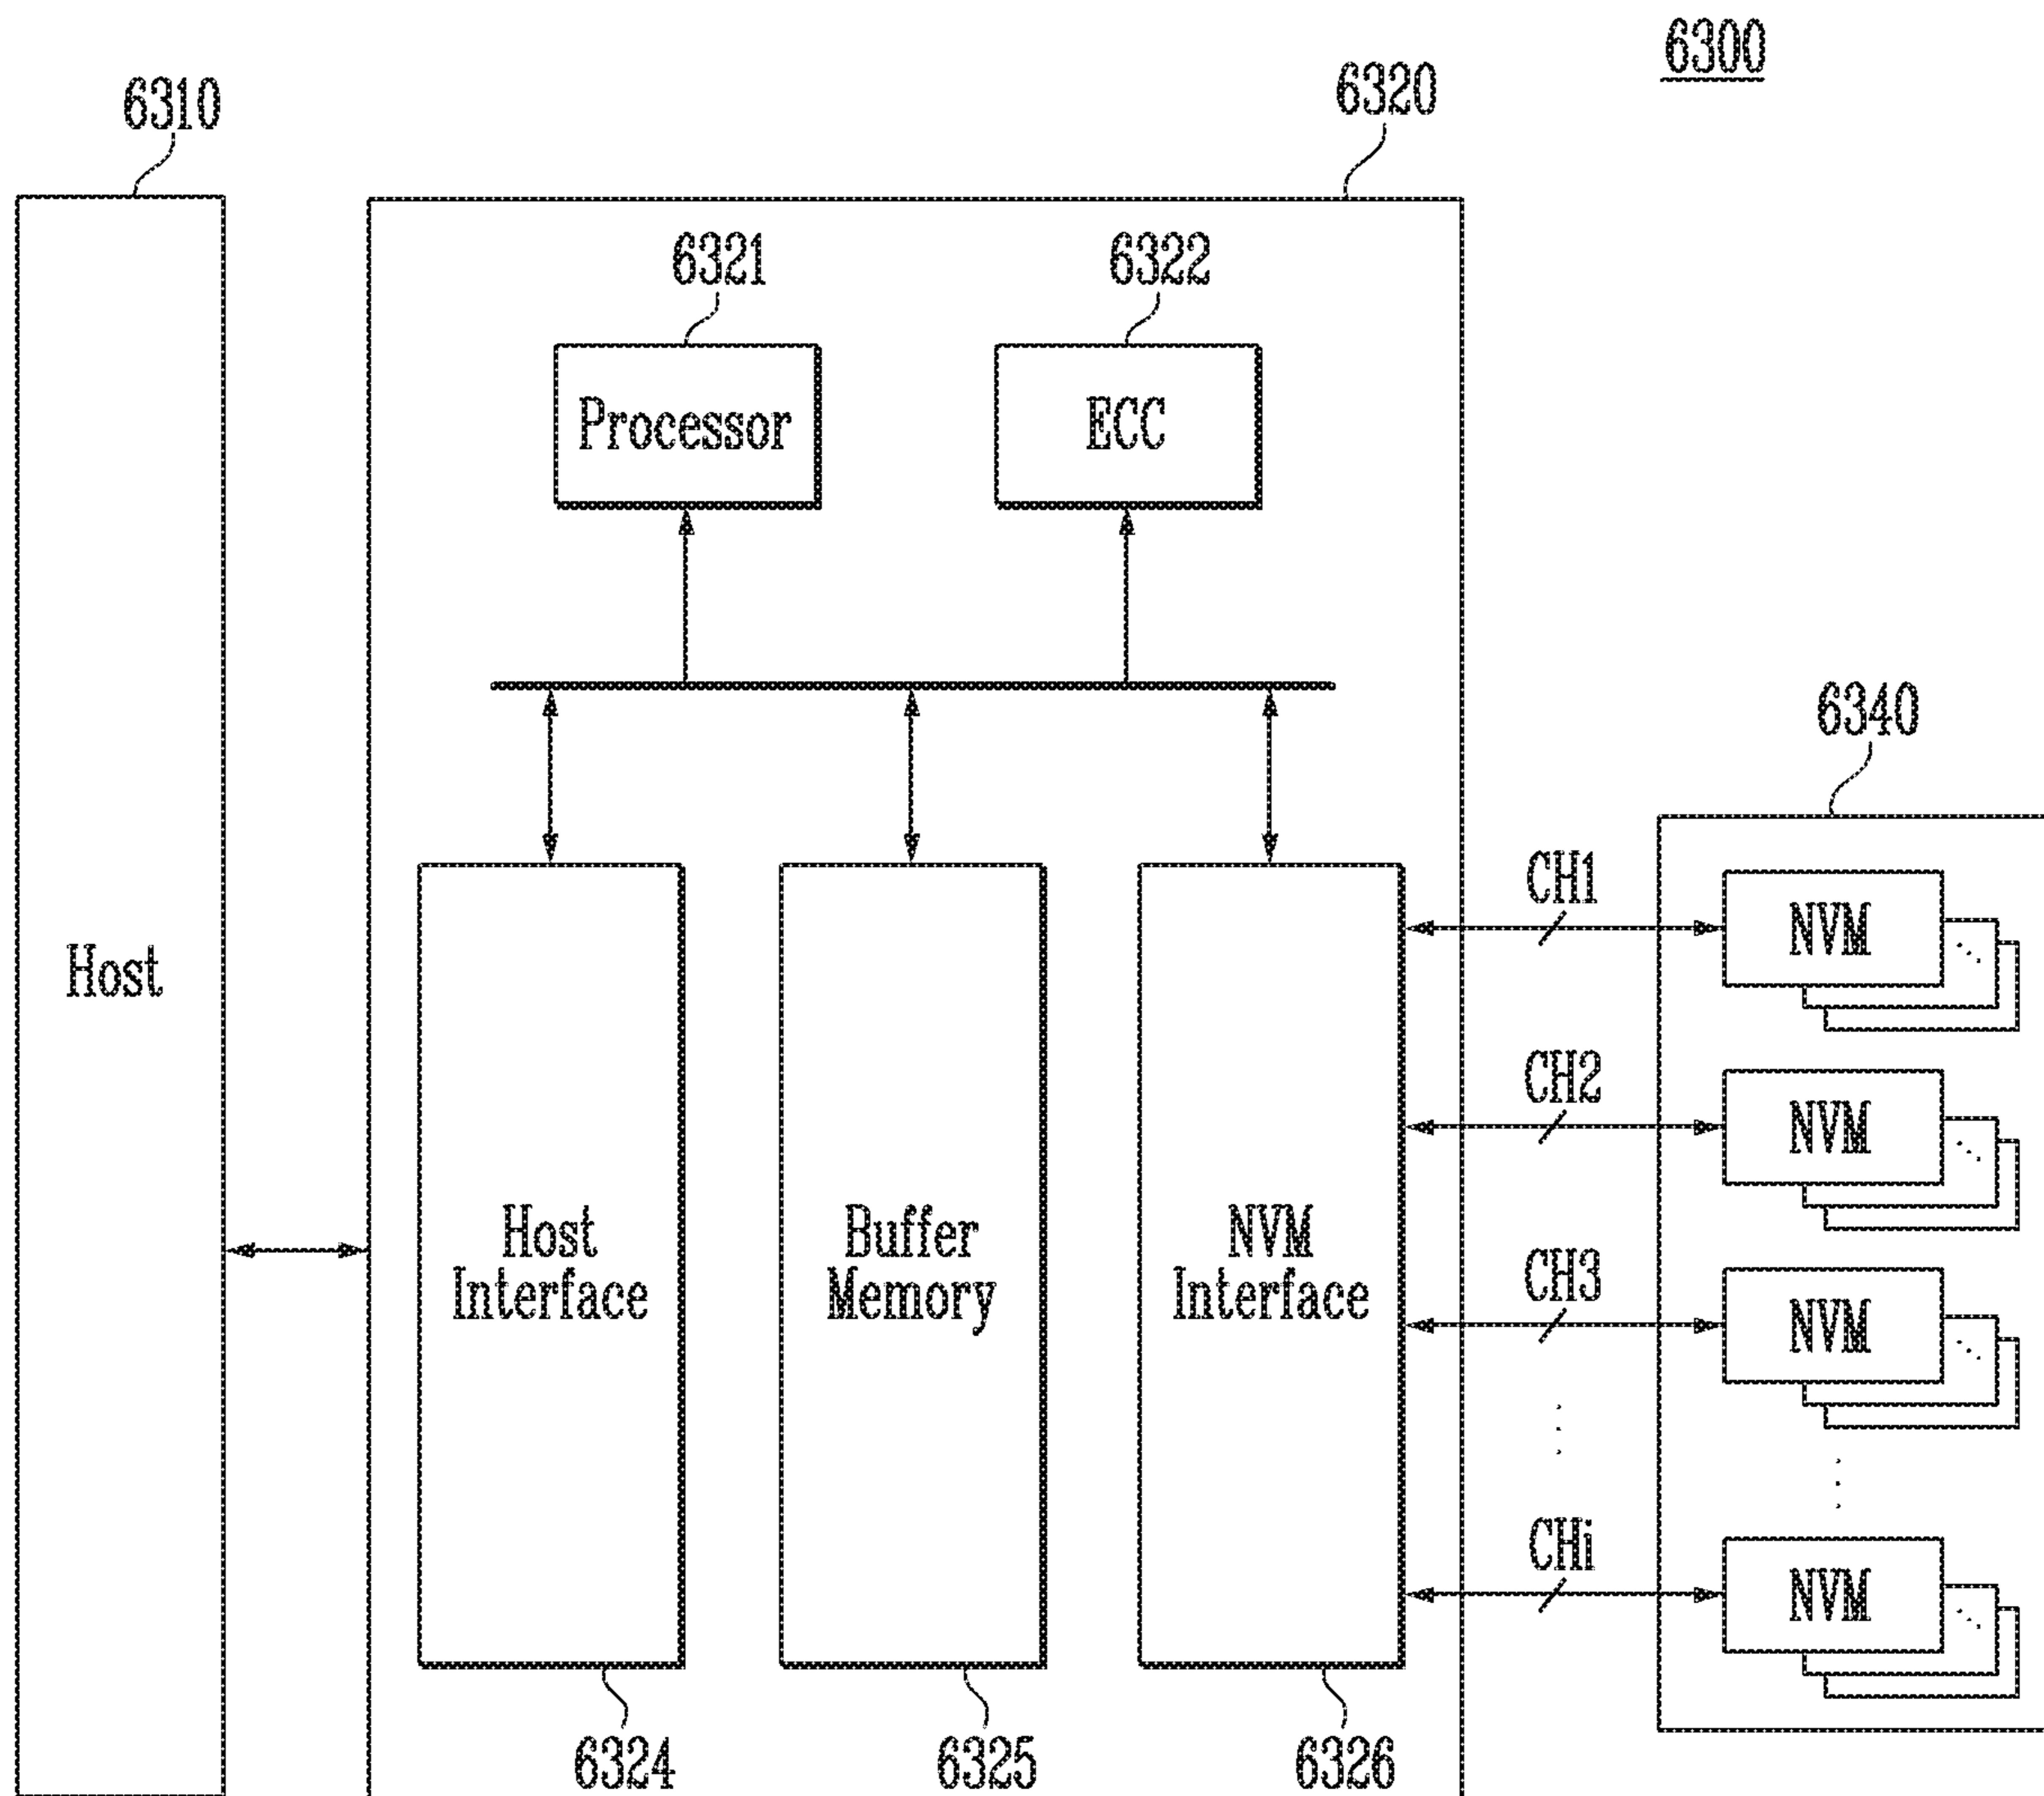 6300
6310
6320
6321
6322
Processor
ECC
6340
CH1
NVM
Host
CH2
NVM
Host
Interface
Buffer
Memory
NVM
Interface
CH3
NVM
CHi
NVM
6324
6325
6326